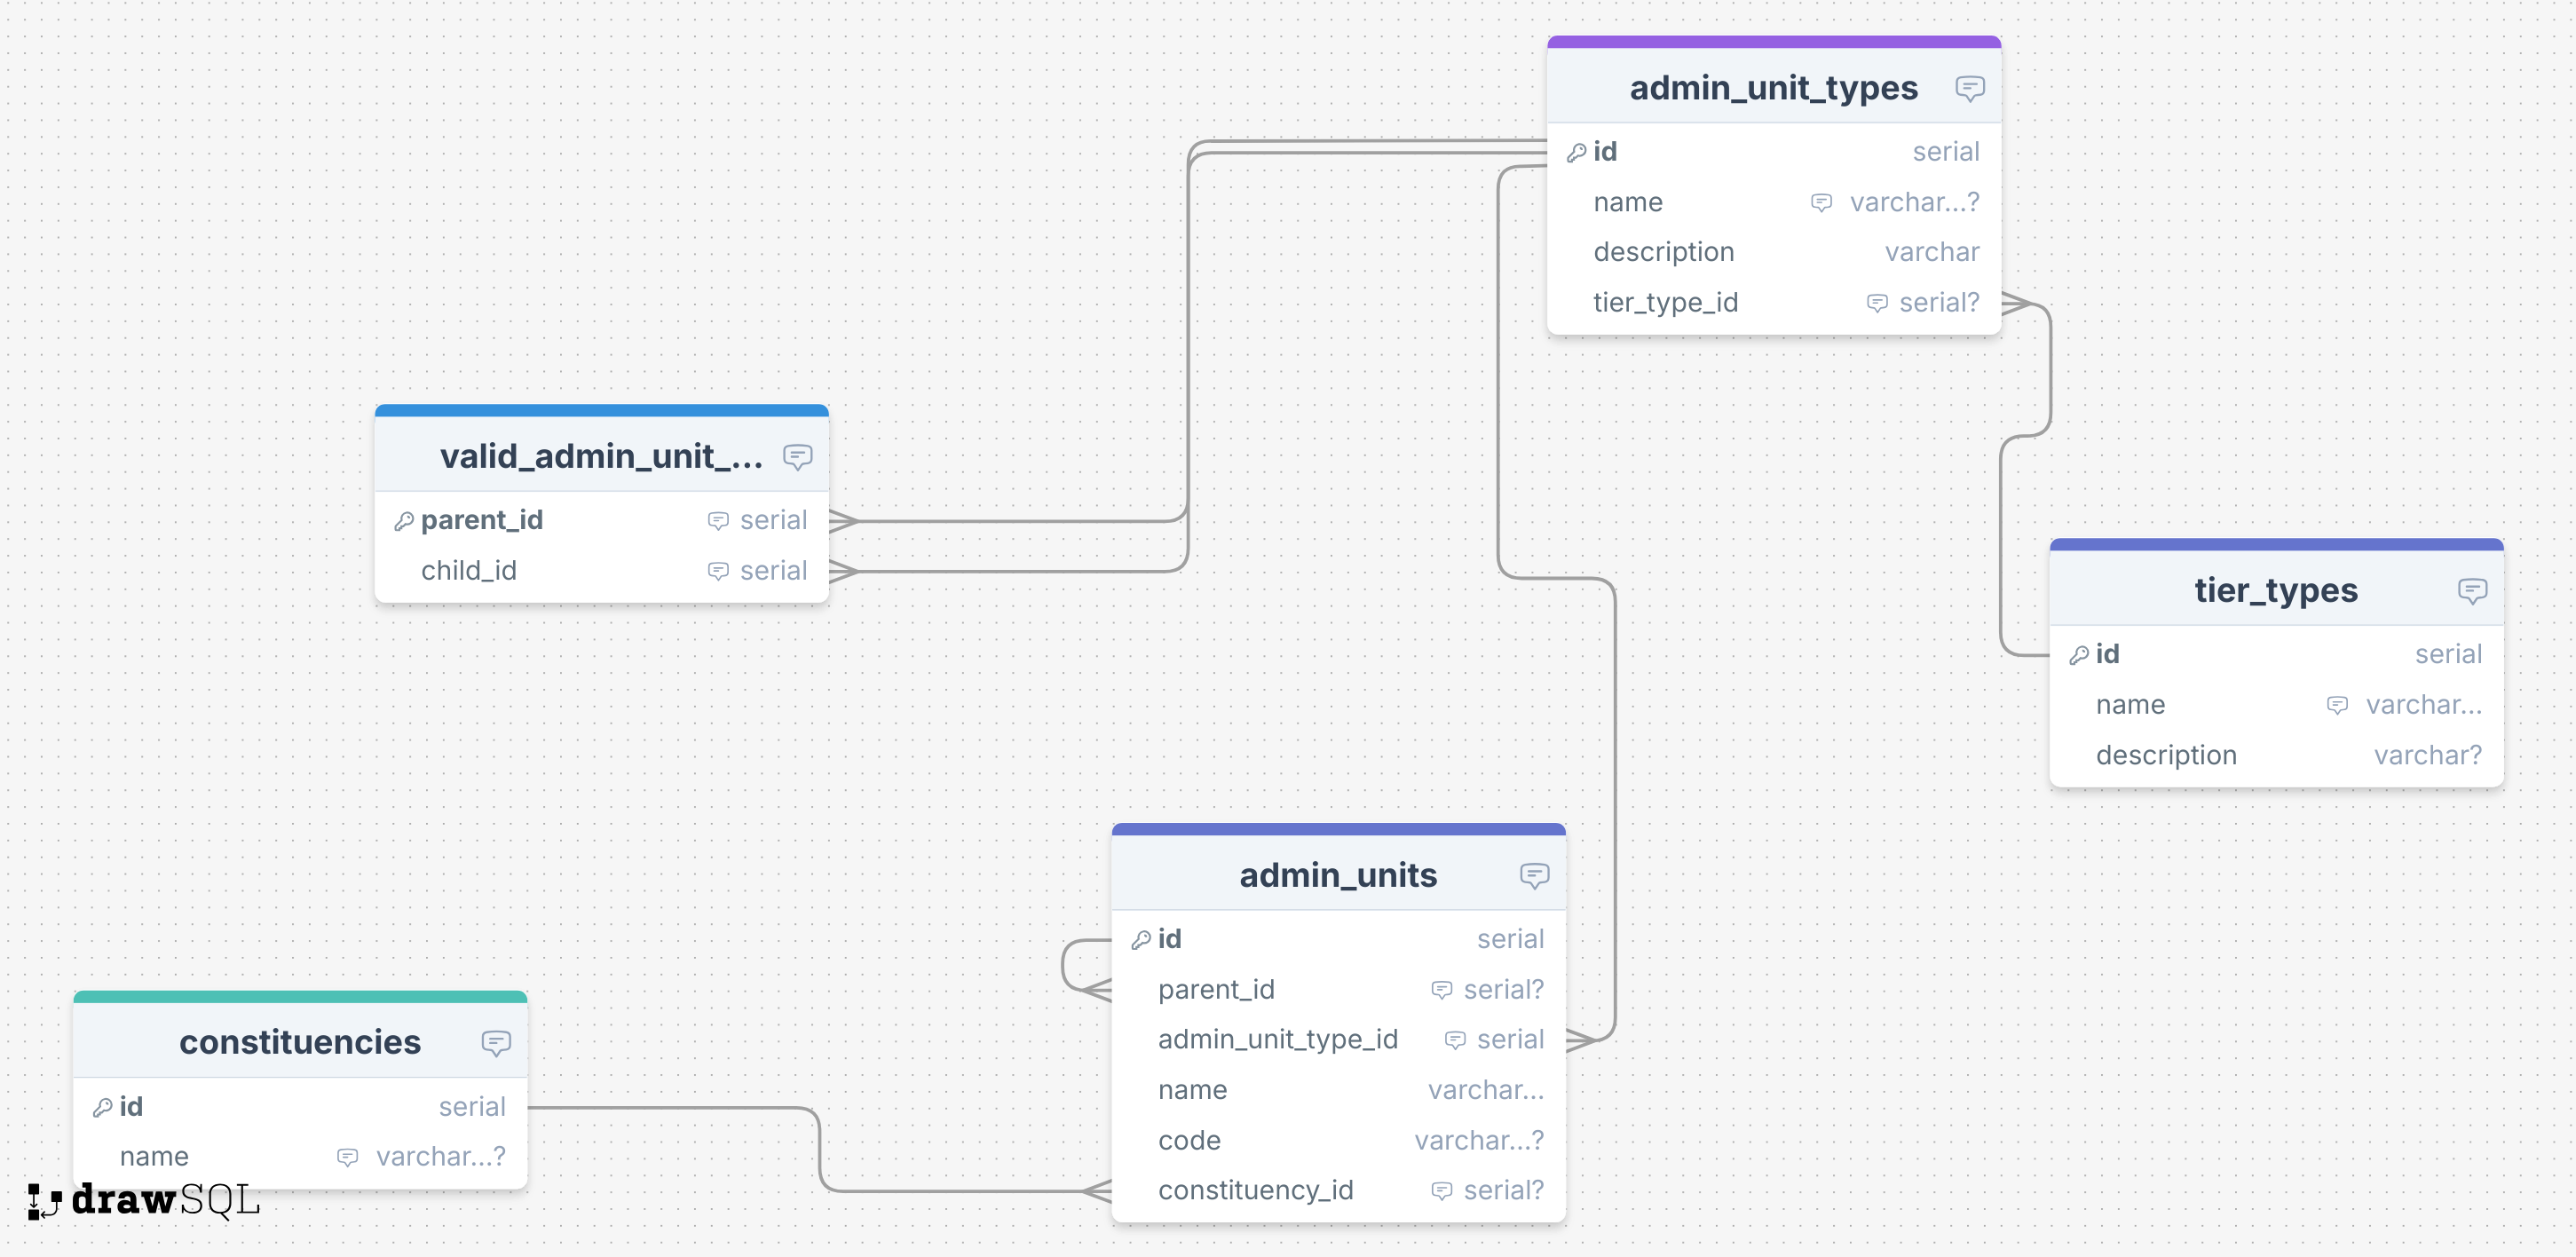 admin_unit_types
id serial
name varchar...?
description varchar
tier_type_id serial?
valid_admin_unit_...
parent_id serial
child_id serial
tier_types
id serial
name varchar...
description varchar?
admin_units
id serial
parent_id serial?
admin_unit_type_id serial
name varchar...
code varchar...?
constituency_id serial?
constituencies
id serial
name varchar...?
drawSQL